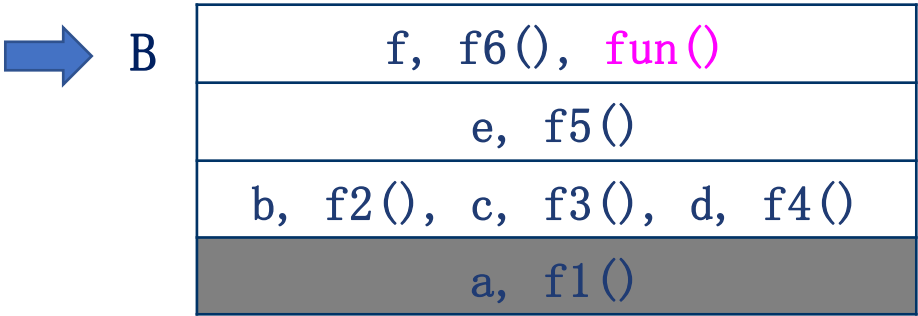 B f, f6(), fun()
e, f5()
b, f2(), c, f3(), d, f4()
a, f1()